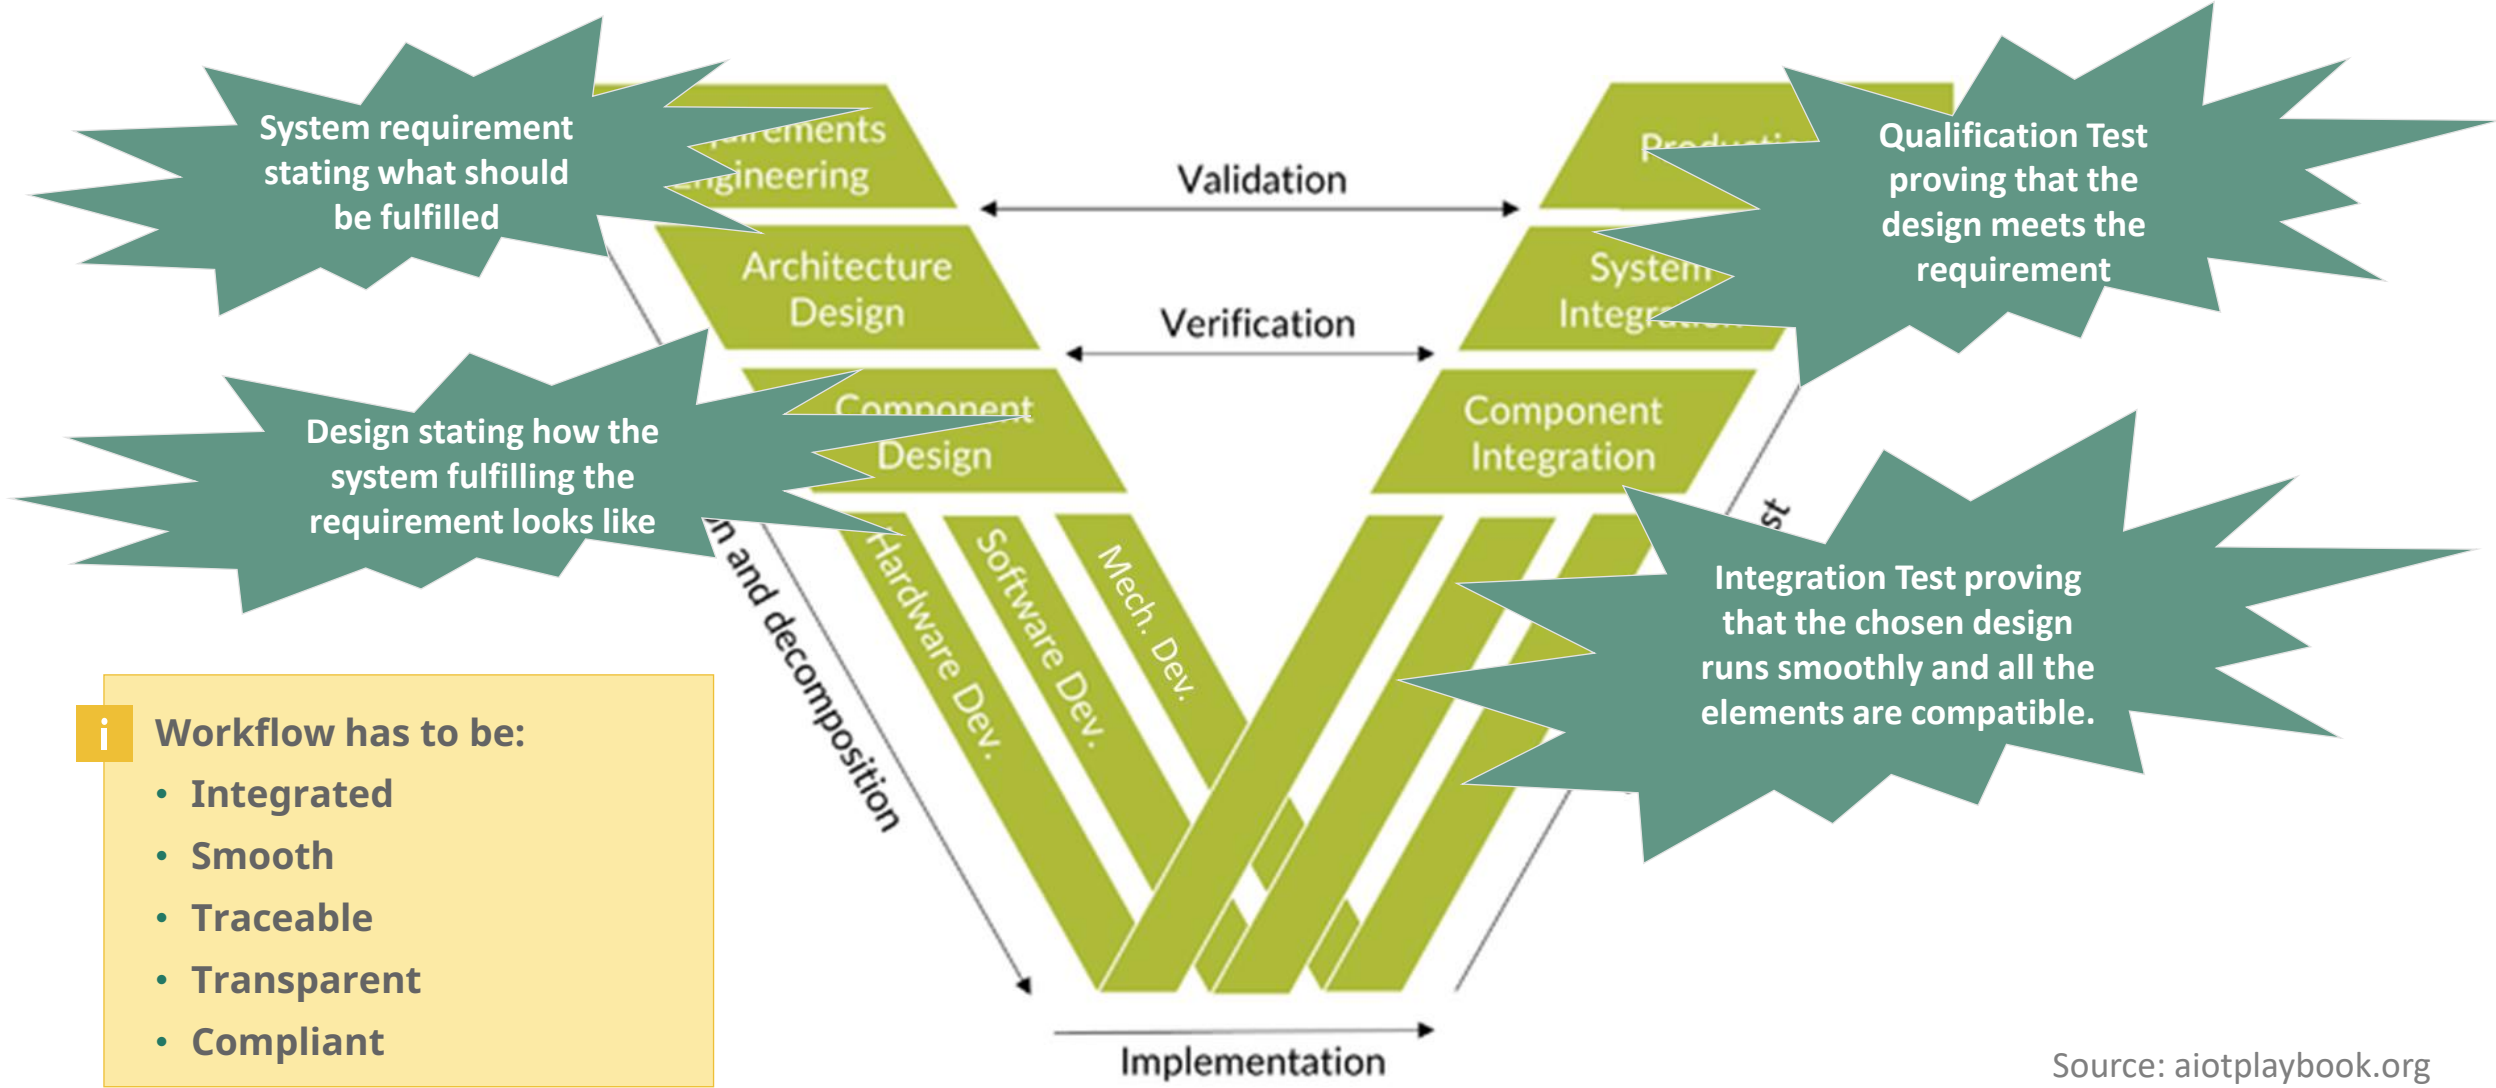 System requirement
stating what should
be fulfilled
Engineering
Validation
Qualification Test
proving that the
design meets the
requirement
Architecture
Design
Verification
System
Design stating how the
system fulfilling the
requirement looks like
Component
Design
Component
Integration
and decomposition
Hardware Dev.
Software Dev.
Mech. Dev.
Integration Test proving
that the chosen design
runs smoothly and all the
elements are compatible.
i
Workflow has to be:
• Integrated
• Smooth
• Traceable
• Transparent
• Compliant
Implementation
Source: aiotplaybook.org